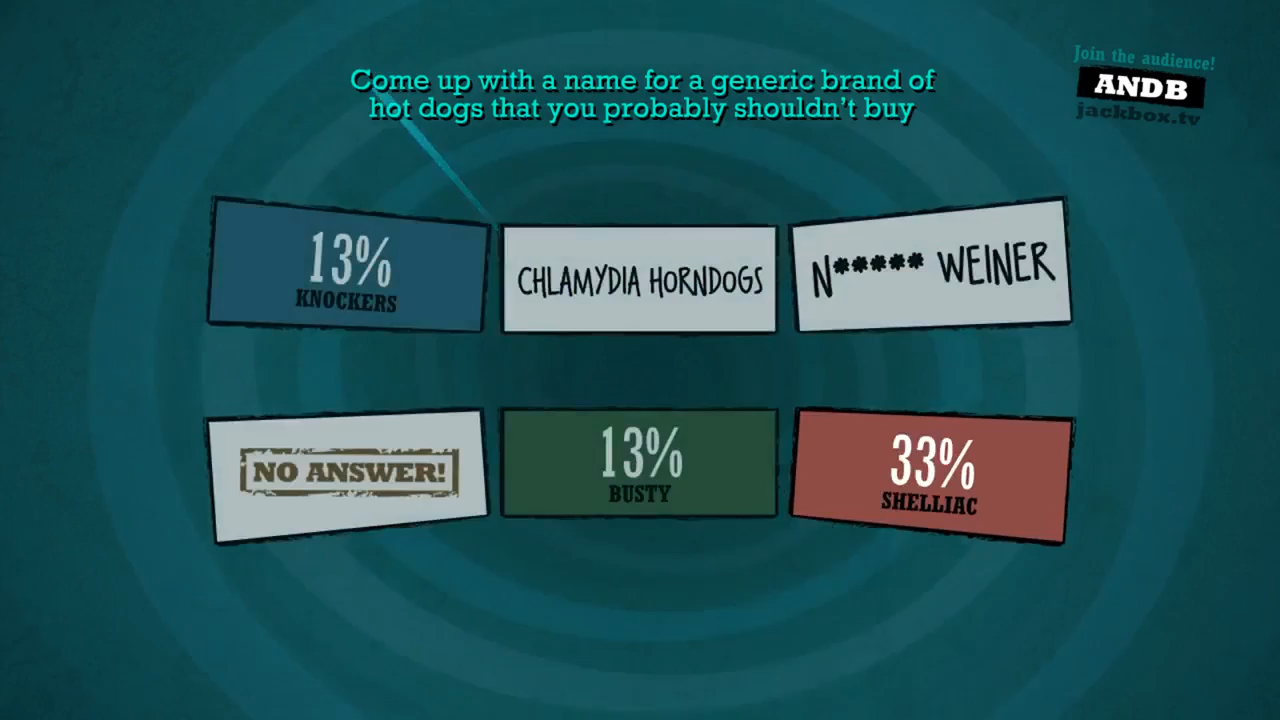 Join the audience!
ANDB
jackbox.tv
Come up with a name for a generic brand of
hot dogs that you probably shouldn't buy
13%
KNOCKERS
CHLAMYDIA HORNDOGS
N***** WEINER
NO ANSWER!
13%
BUSTY
33%
SHELLIAC